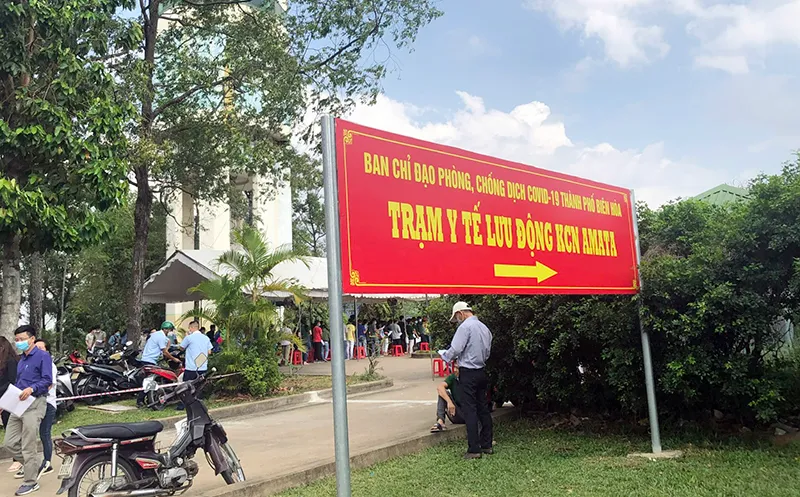 BAN CHỈ ĐẠO PHÒNG, CHỐNG DỊCH COVID-19 THÀNH PHỐ BIÊN HÒA
TRẠM Y TẾ LƯU ĐỘNG KCN AMATA